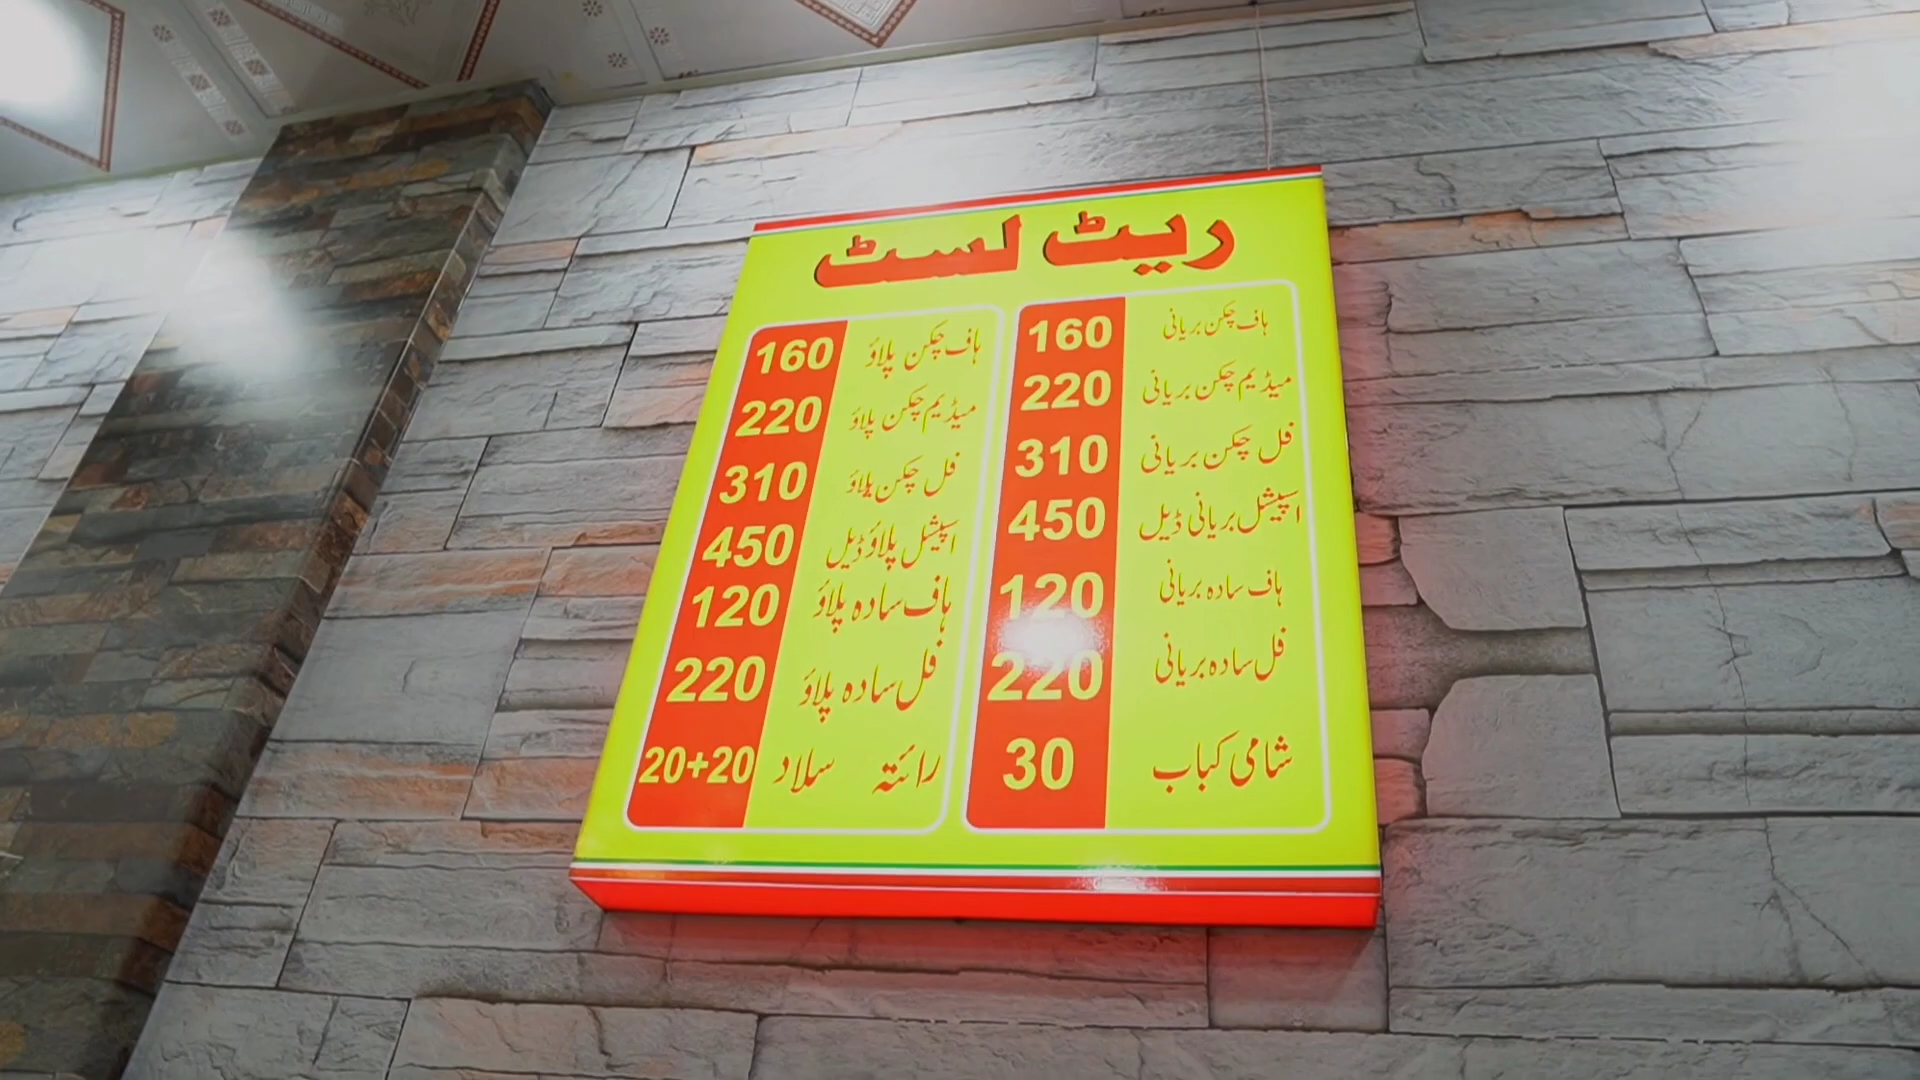 ریٹ لسٹ
ہاف چکن بریانی 160
میڈیم چکن بریانی 220
فل چکن بریانی 310
اسپیشل بریانی ڈیل 450
ہاف سادہ بریانی 120
فل سادہ بریانی 220
شامی کباب 30
ہاف چکن پلاؤ 160
میڈیم چکن پلاؤ 220
فل چکن پلاؤ 310
اسپیشل پلاؤ ڈیل 450
ہاف سادہ پلاؤ 120
فل سادہ پلاؤ 220
رائتہ سلاد 20+20